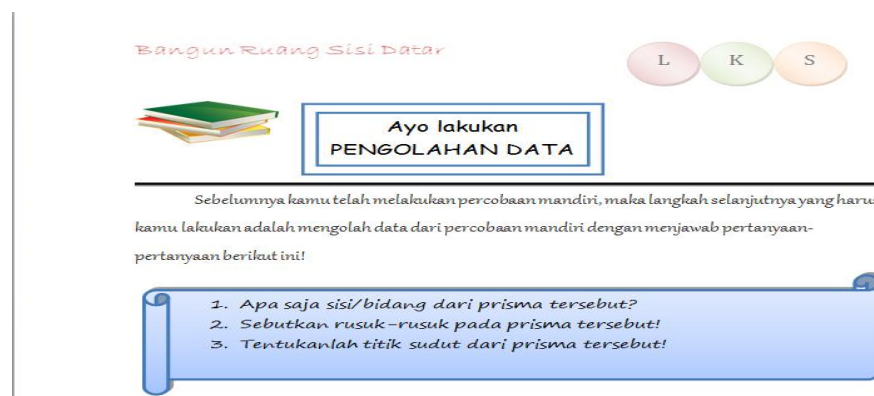 Bangun Ruang Sisi Datar
L K S
Ayo lakukan
PENGOLAHAN DATA
Sebelumnya kamu telah melakukan percobaan mandiri, maka langkah selanjutnya yang haru
kamu lakukan adalah mengolah data dari percobaan mandiri dengan menjawab pertanyaan-
pertanyaan berikut ini!
1. Apa saja sisi/bidang dari prisma tersebut?
2. Sebutkan rusuk-rusuk pada prisma tersebut!
3. Tentukanlah titik sudut dari prisma tersebut!